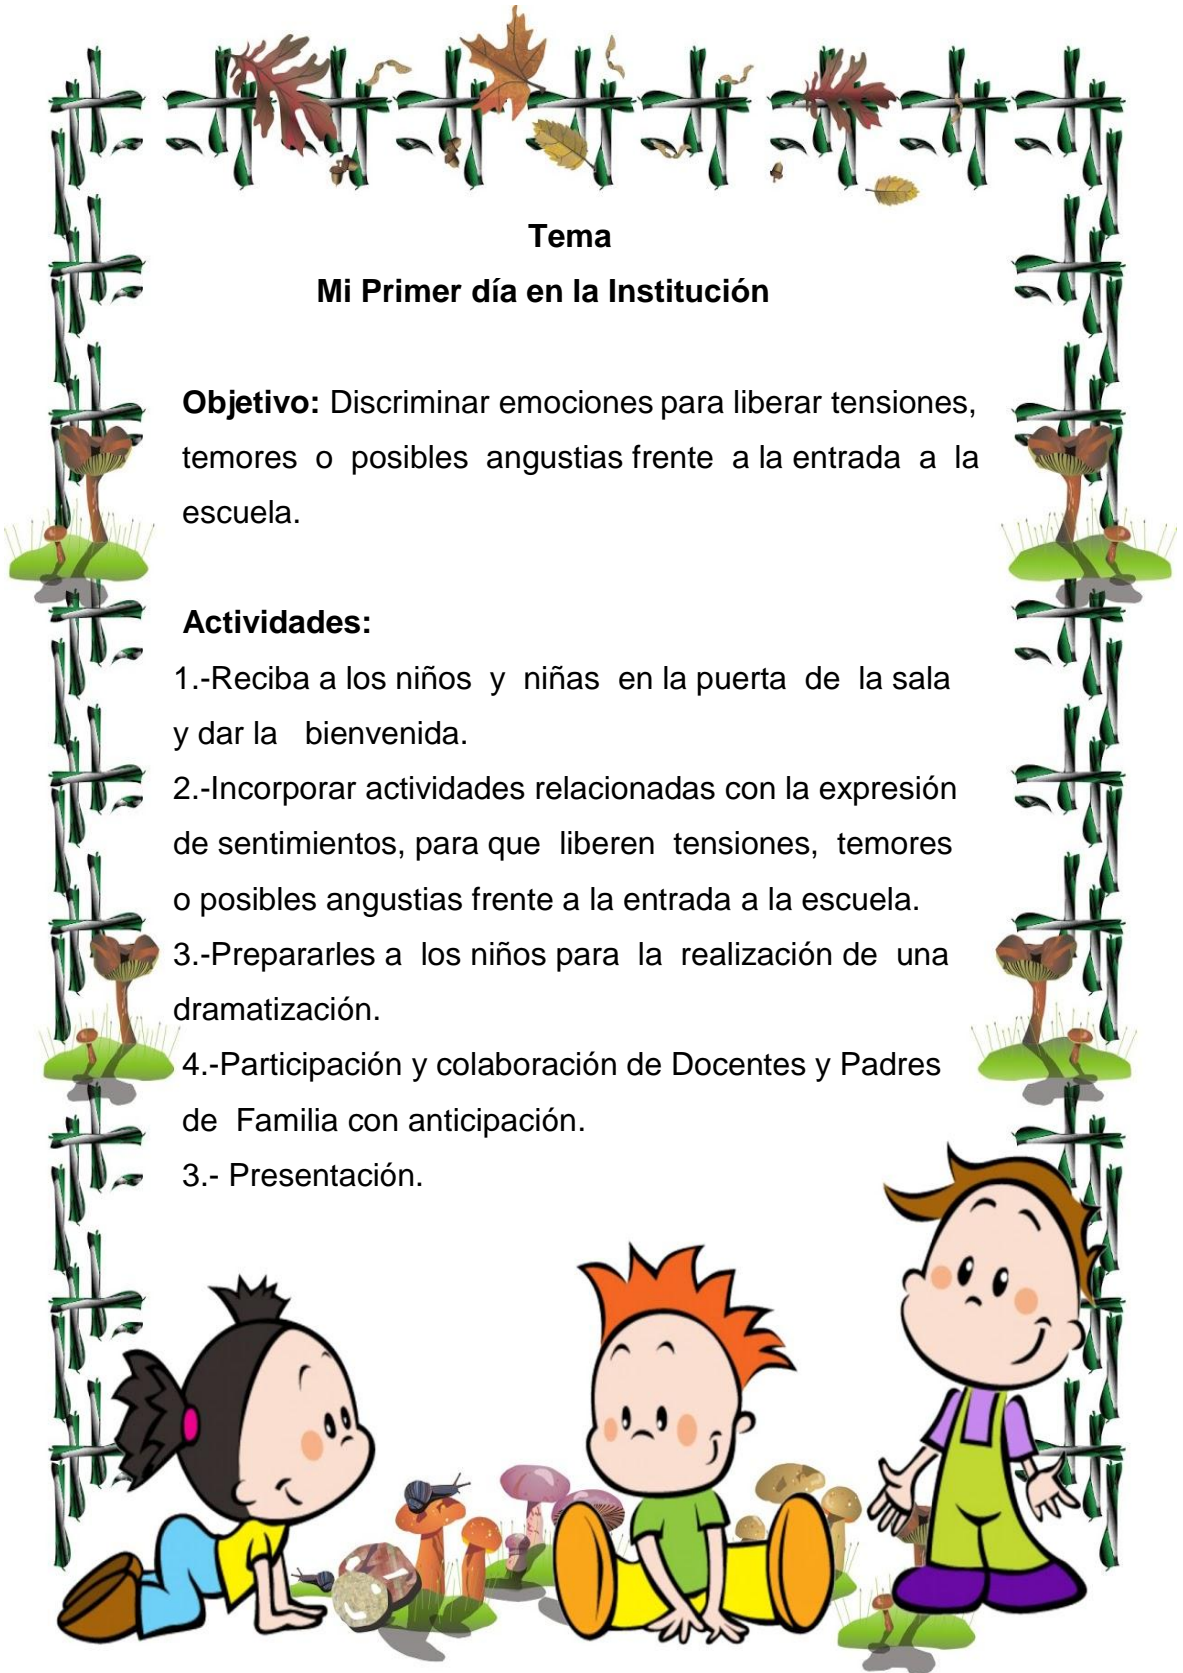 Tema
Mi Primer día en la Institución
Objetivo: Discriminar emociones para liberar tensiones,
temores o posibles angustias frente a la entrada a la
escuela.
Actividades:
1.-Reciba a los niños y niñas en la puerta de la sala
y dar la bienvenida.
2.-Incorporar actividades relacionadas con la expresión
de sentimientos, para que liberen tensiones, temores
o posibles angustias frente a la entrada a la escuela.
3.-Prepararles a los niños para la realización de una
dramatización.
4.-Participación y colaboración de Docentes y Padres
de Familia con anticipación.
3.- Presentación.